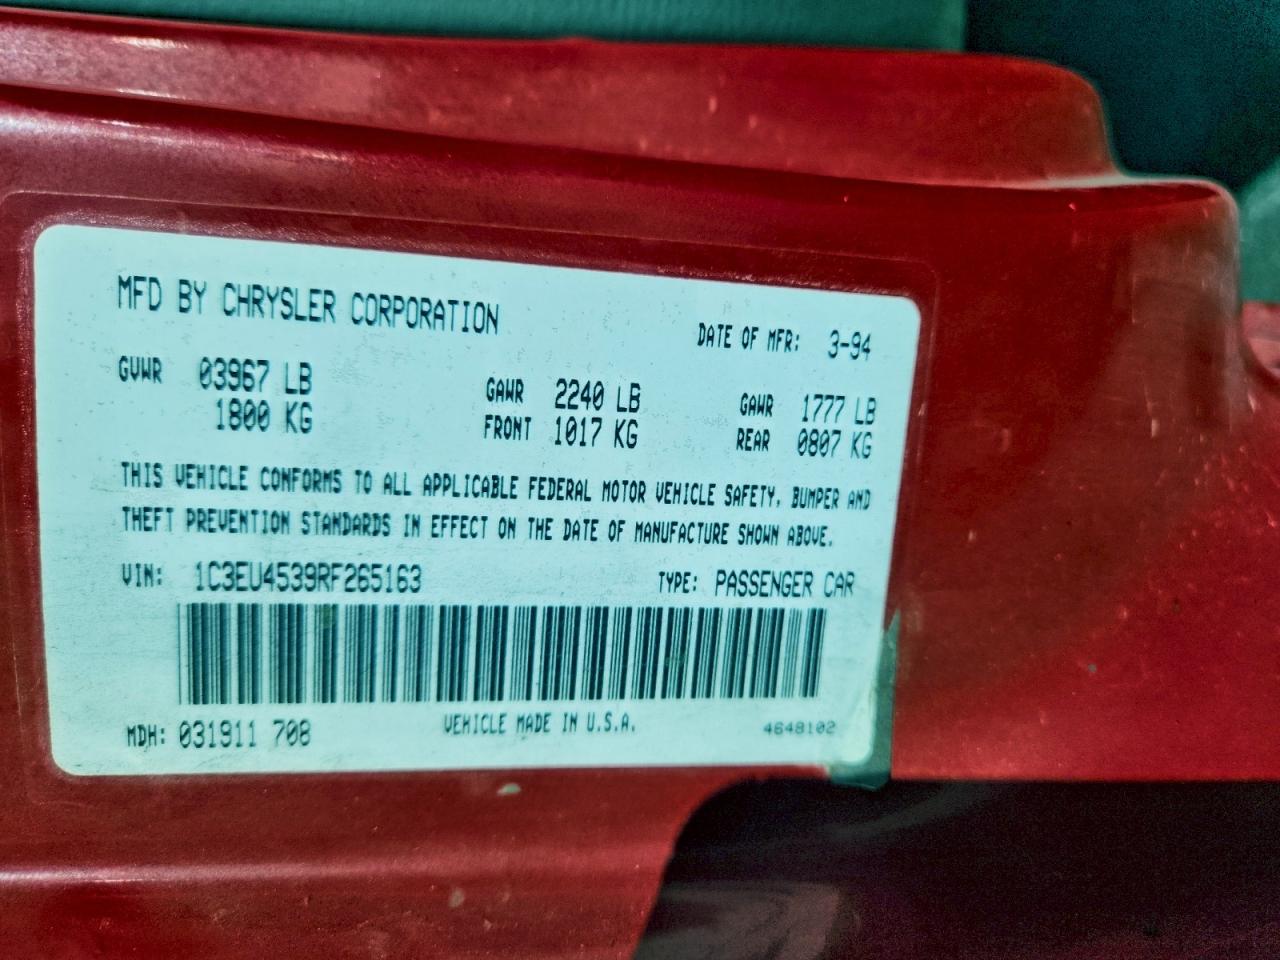 MFD BY CHRYSLER CORPORATION
DATE OF MFR: 3-94
GVWR 03967 LB GAWR 2240 LB GAWR 1777 LB
1800 KG FRONT 1017 KG REAR 0807 KG
THIS VEHICLE CONFORMS TO ALL APPLICABLE FEDERAL MOTOR VEHICLE SAFETY, BUMPER AND
THEFT PREVENTION STANDARDS IN EFFECT ON THE DATE OF MANUFACTURE SHOWN ABOVE.
VIN: 1C3EU4539RF265163 TYPE: PASSENGER CAR
MDH: 031911 708 VEHICLE MADE IN U.S.A. 4648102